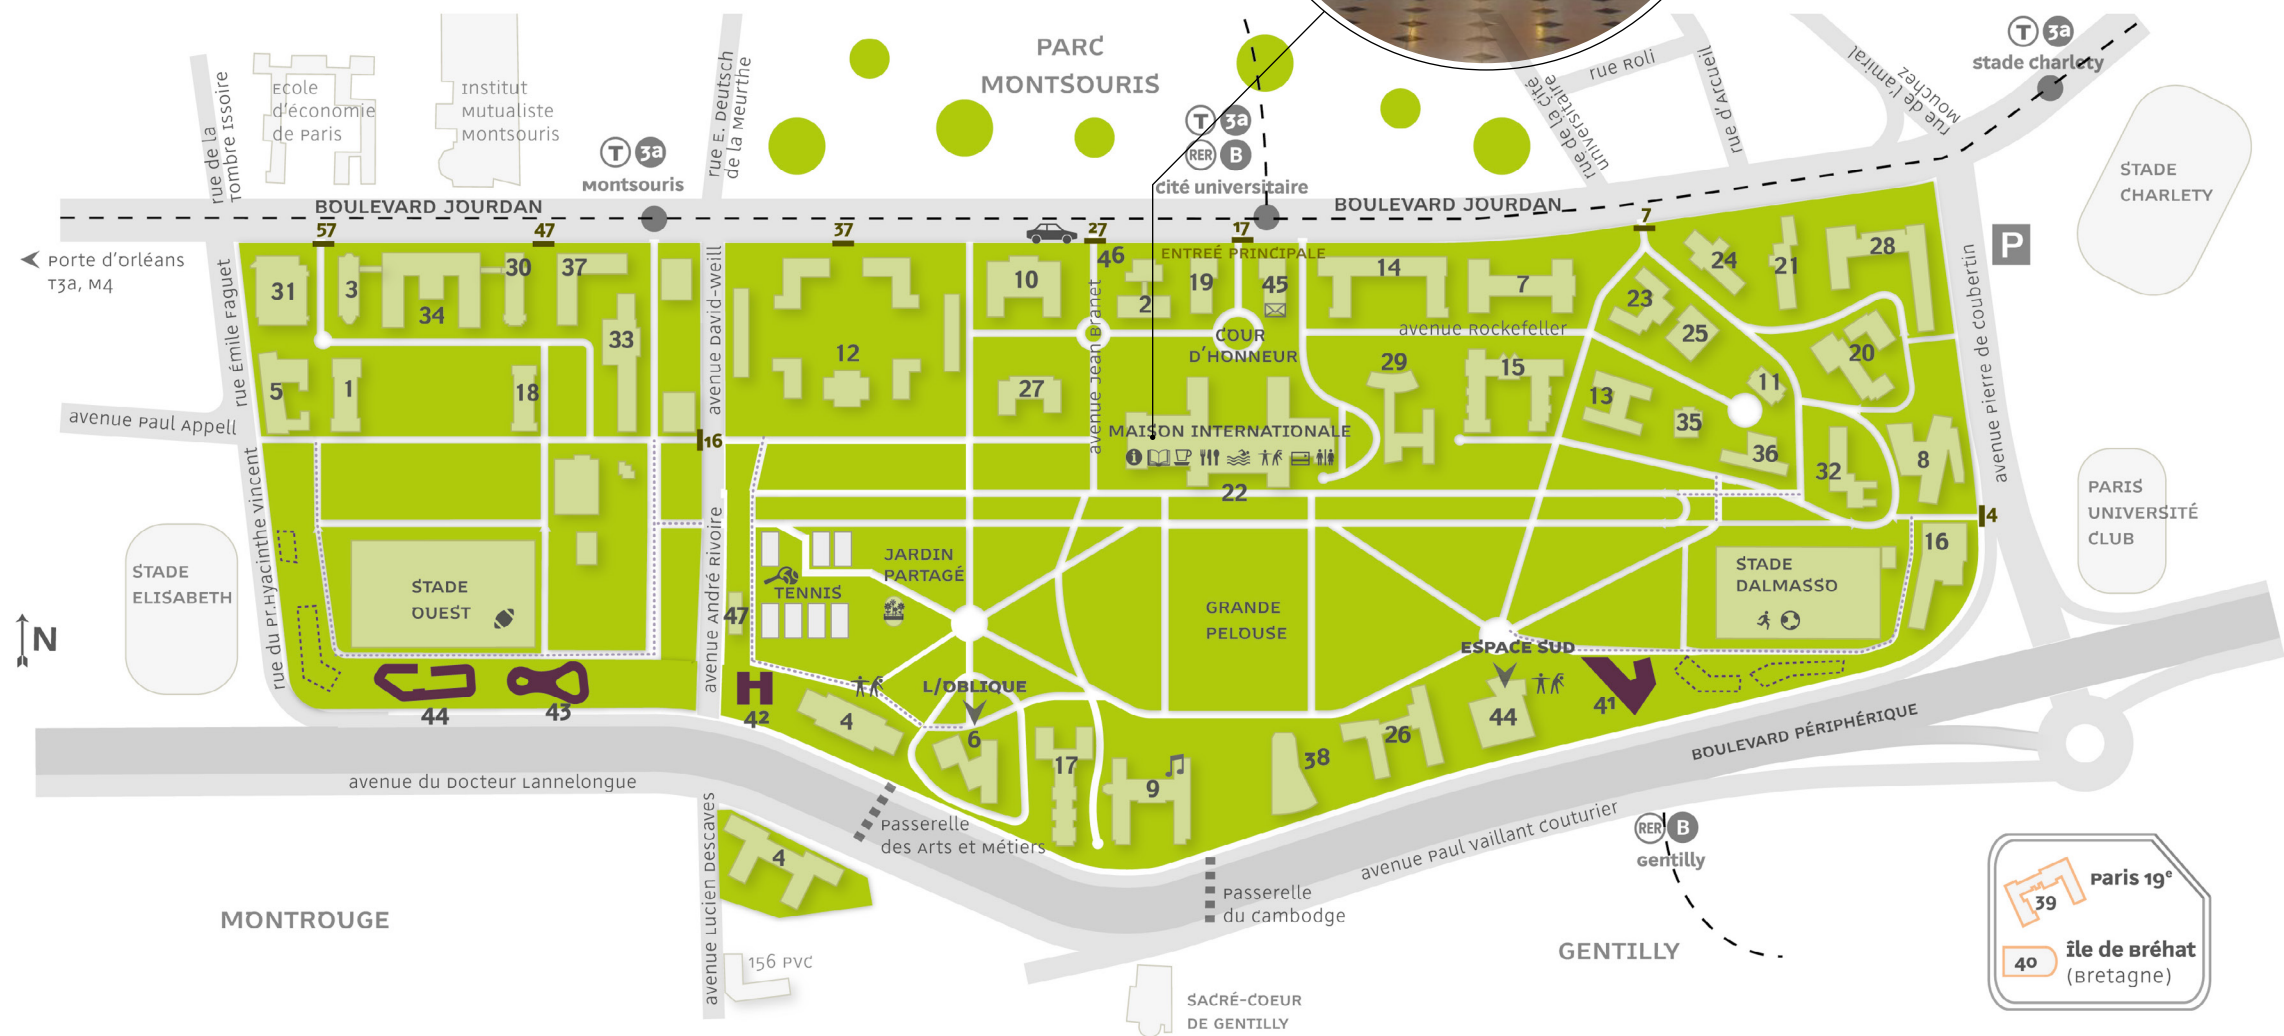 PARC
MONTSOURIS
Ecole
d'économie
de Paris
Institut
Mutualiste
Montsouris
rue de la
Tombre Issoire
rue E. Deutsch
de la Meurthe
T 3a
Montsouris
T 3a
RER B
cité universitaire
rue Roli
rue de la cité
universitaire
rue d'Arcueil
rue de l'amiral
Mouchez
T 3a
stade charlety
STADE
CHARLETY
BOULEVARD JOURDAN
BOULEVARD JOURDAN
57
47
37
27
17
7
ENTREÉ PRINCIPALE
Porte d'orléans
T3a, M4
rue Émile Faguet
avenue Paul Appell
avenue David-Weill
avenue Jean Branet
avenue Rockefeller
avenue Pierre de coubertin
P
31
3
34
30
37
33
5
1
18
12
10
27
46
2
19
45
14
7
24
21
28
23
25
20
COUR
D'HONNEUR
29
15
13
11
35
36
32
8
16
MAISON INTERNATIONALE
i
22
4
16
PARIS
UNIVERSITÉ
CLUB
STADE
ELISABETH
rue du Pr.Hyacinthe vincent
STADE
OUEST
avenue André Rivoire
47
TENNIS
JARDIN
PARTAGÉ
GRANDE
PELOUSE
STADE
DALMASSO
ESPACE SUD
N
44
43
42
4
L/OBLIQUE
6
17
9
38
26
44
41
BOULEVARD PÉRIPHÉRIQUE
avenue du Docteur Lannelongue
Passerelle
des Arts et Métiers
avenue Paul vaillant couturier
RER B
Gentilly
4
avenue Lucien Descaves
Passerelle
du cambodge
MONTROUGE
GENTILLY
156 PVC
SACRÉ-COEUR
DE GENTILLY
39
Paris 19e
40
île de Bréhat
(Bretagne)